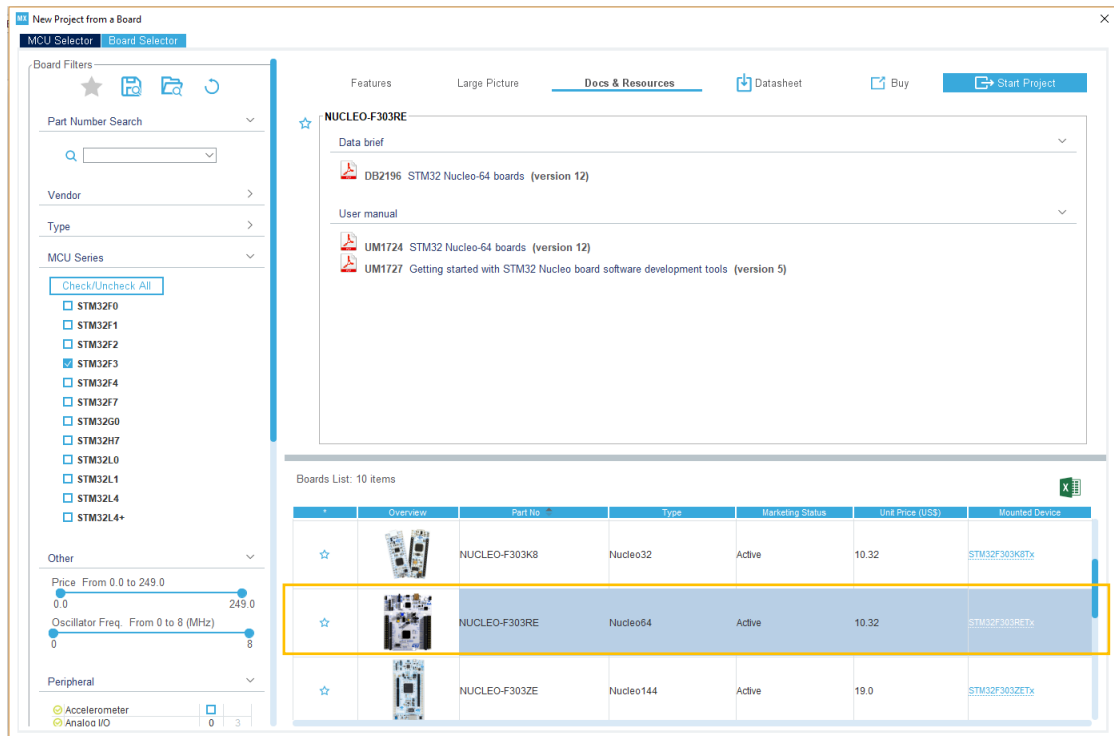 MX New Project from a Board
MCU Selector Board Selector
Board Filters
Part Number Search
Vendor
Type
MCU Series
Check/Uncheck All
STM32F0
STM32F1
STM32F2
STM32F3
STM32F4
STM32F7
STM32G0
STM32H7
STM32L0
STM32L1
STM32L4
STM32L4+
Other
Price From 0.0 to 249.0
0.0 249.0
Oscillator Freq. From 0 to 8 (MHz)
0 8
Peripheral
Accelerometer
Analog I/O 0 3
Features Large Picture Docs & Resources Datasheet Buy Start Project
NUCLEO-F303RE
Data brief
DB2196 STM32 Nucleo-64 boards (version 12)
User manual
UM1724 STM32 Nucleo-64 boards (version 12)
UM1727 Getting started with STM32 Nucleo board software development tools (version 5)
Boards List: 10 items
* Overview Part No Type Marketing Status Unit Price (US$) Mounted Device
NUCLEO-F303K8 Nucleo32 Active 10.32 STM32F303K8Tx
NUCLEO-F303RE Nucleo64 Active 10.32 STM32F303RETx
NUCLEO-F303ZE Nucleo144 Active 19.0 STM32F303ZETx